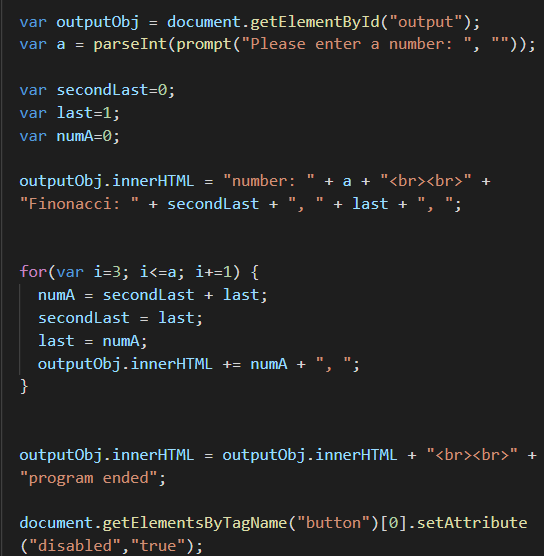 var outputObj = document.getElementById("output");
var a = parseInt(prompt("Please enter a number: ", ""));
var secondLast=0;
var last=1;
var numA=0;
outputObj.innerHTML = "number: " + a + "<br><br>" +
"Finonacci: " + secondLast + ", " + last + ", ";
for(var i=3; i<=a; i+=1) {
numA = secondLast + last;
secondLast = last;
last = numA;
outputObj.innerHTML += numA + ", ";
}
outputObj.innerHTML = outputObj.innerHTML + "<br><br>" +
"program ended";
document.getElementsByTagName("button")[0].setAttribute
("disabled","true");